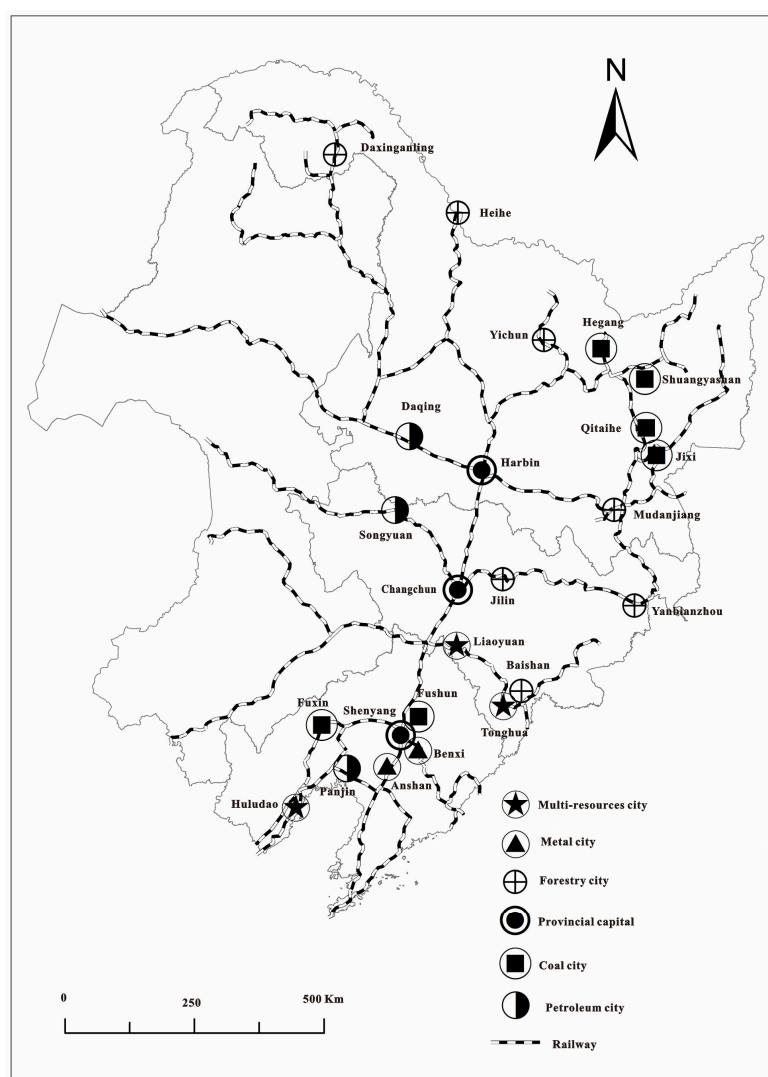 N
Daxinganling
Heihe
Hegang
Yichun
Shuangyashan
Daqing
Qitaihe
Harbin
Jixi
Mudanjiang
Songyuan
Changchun
Jilin
Yanbianzhou
Liaoyuan
Baishan
Fushun
Fuxin
Shenyang
Tonghua
Benxi
Panjin
Anshan
Huludao
Multi-resources city
Metal city
Forestry city
Provincial capital
Coal city
Petroleum city
Railway
0 250 500 Km